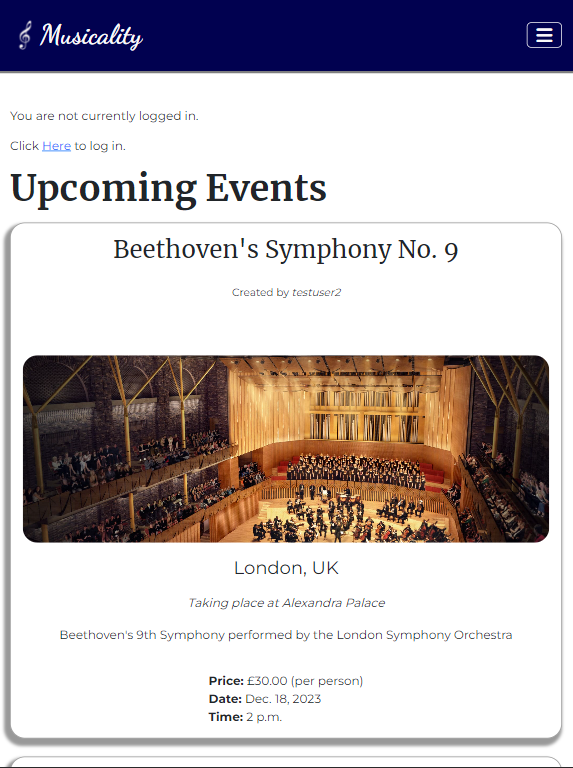 Musicality
You are not currently logged in.
Click Here to log in.
Upcoming Events
Beethoven's Symphony No. 9
Created by testuser2
London, UK
Taking place at Alexandra Palace
Beethoven's 9th Symphony performed by the London Symphony Orchestra
Price: £30.00 (per person)
Date: Dec. 18, 2023
Time: 2 p.m.